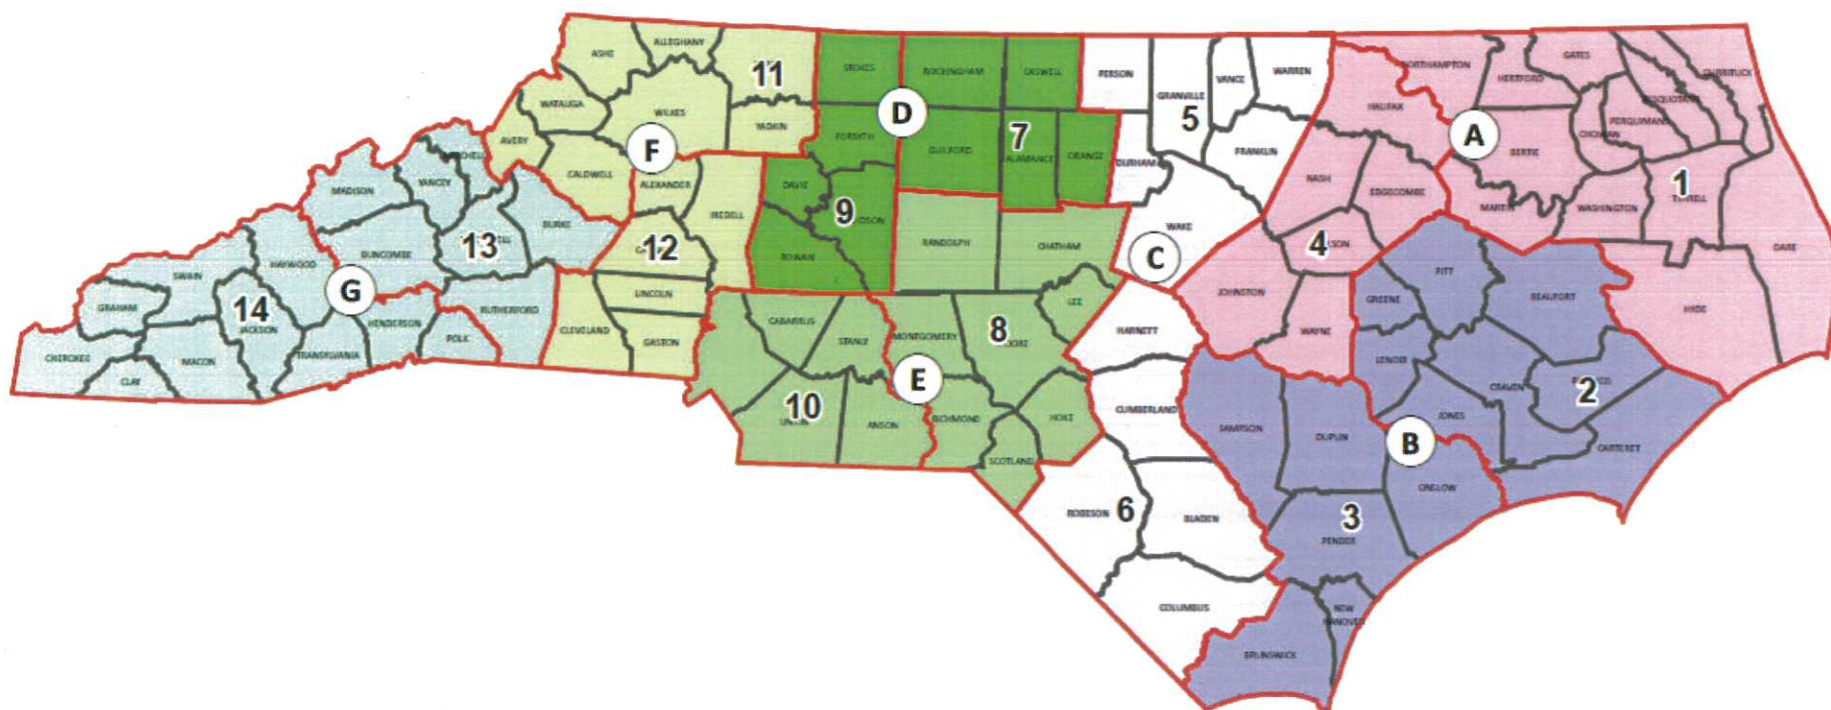 ASHE
ALLEGHANY
11
STOKES
ROCKINGHAM
CASWELL
PERSON
GRANVILLE
VANCE
WARREN
NORTHAMPTON
HERTFORD
GATES
WATAUGA
WILKES
YADKIN
D
FORSYTH
GUILFORD
7
ALAMANCE
ORANGE
DURHAM
5
FRANKLIN
HALIFAX
A
BERTIE
CHOWAN
PERQUIMANS
AVERY
F
CALDWELL
ALEXANDER
IREDELL
DAVIE
9
MADISON
YANCEY
BURKE
13
BUNCOMBE
12
ROWAN
RANDOLPH
CHATHAM
WAKE
C
NASH
EDGECOMBE
4
MARTIN
WASHINGTON
1
DARE
HYDE
HAYWOOD
SWAIN
GRAHAM
14
JACKSON
G
HENDERSON
RUTHERFORD
POLK
TRANSYLVANIA
MACON
CHEROKEE
CLAY
CLEVELAND
LINCOLN
GASTON
CABARRUS
STANLY
MONTGOMERY
8
LEE
HARNETT
JOHNSTON
WAYNE
GREENE
PITT
BEAUFORT
LENOIR
CRAVEN
2
JONES
CARTERET
10
ANSON
E
RICHMOND
HOKE
SCOTLAND
CUMBERLAND
SAMPSON
DUPLIN
B
ONSLOW
ROBESON
6
BLADEN
3
PENDER
COLUMBUS
NEW
HANOVER
BRUNSWICK